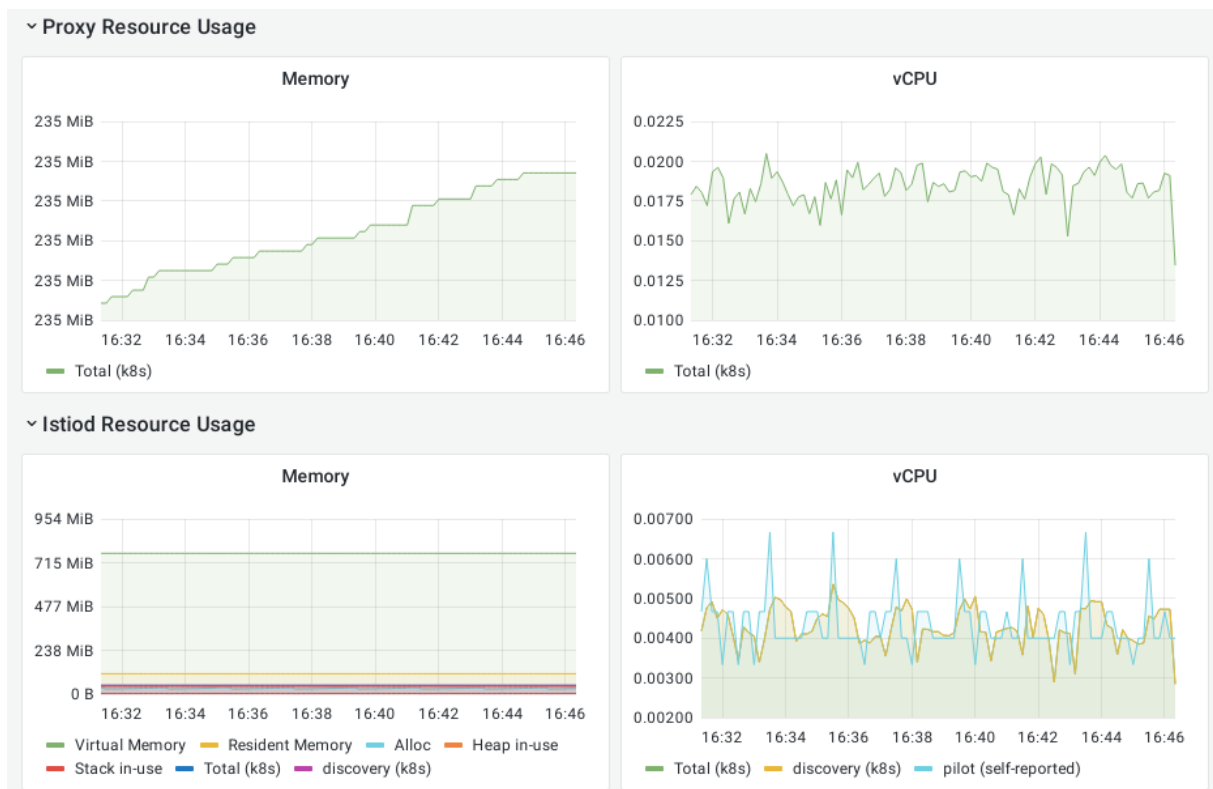 Proxy Resource Usage
Memory
235 MiB
235 MiB
235 MiB
235 MiB
235 MiB
235 MiB
16:32 16:34 16:36 16:38 16:40 16:42 16:44 16:46
Total (k8s)
vCPU
0.0225
0.0200
0.0175
0.0150
0.0125
0.0100
16:32 16:34 16:36 16:38 16:40 16:42 16:44 16:46
Total (k8s)
Istiod Resource Usage
Memory
954 MiB
715 MiB
477 MiB
238 MiB
0 B
16:32 16:34 16:36 16:38 16:40 16:42 16:44 16:46
Virtual Memory Resident Memory Alloc Heap in-use
Stack in-use Total (k8s) discovery (k8s)
vCPU
0.00700
0.00600
0.00500
0.00400
0.00300
0.00200
16:32 16:34 16:36 16:38 16:40 16:42 16:44 16:46
Total (k8s) discovery (k8s) pilot (self-reported)